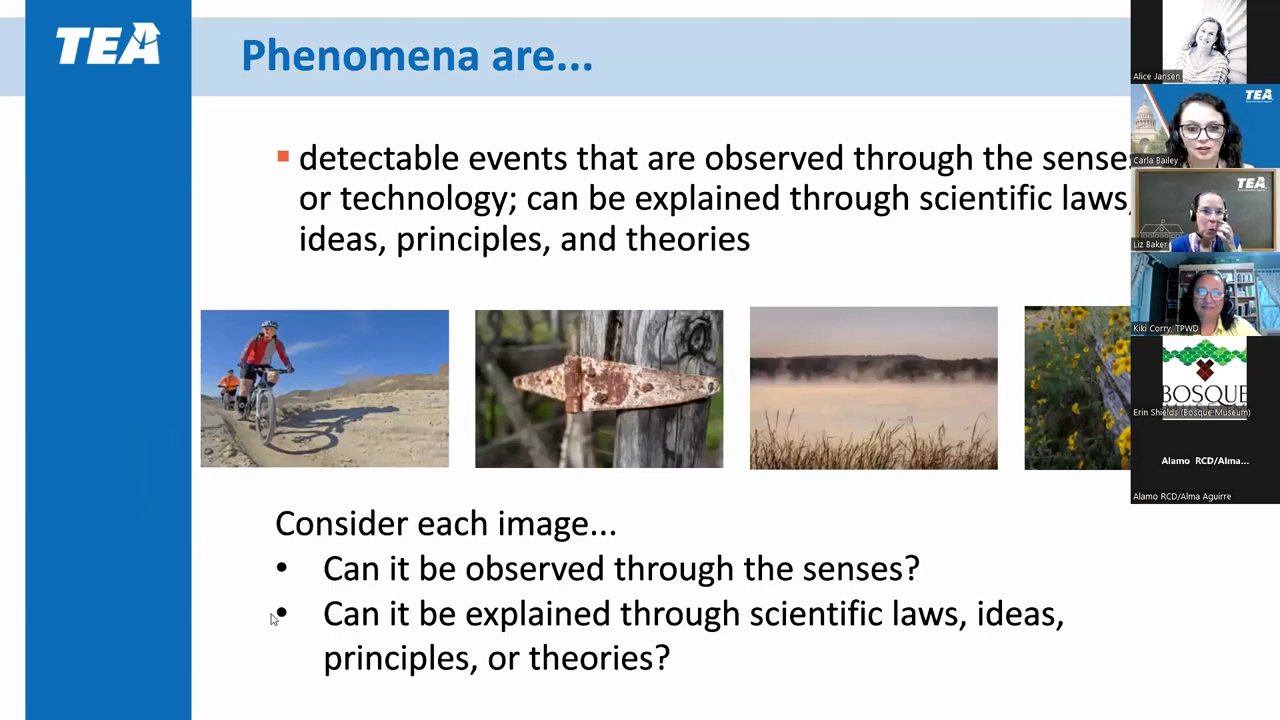 TEA
Phenomena are...
detectable events that are observed through the senses
or technology; can be explained through scientific laws,
ideas, principles, and theories
Consider each image...
• Can it be observed through the senses?
• Can it be explained through scientific laws, ideas,
principles, or theories?
Alice Jansen
TEA
Carla Bailey
TEA
Liz Baker
Kiki Corry, TPWD
BOSQUE
Erin Shields (Bosque Museum)
Alamo RCD/Alma...
Alamo RCD/Alma Aguirre